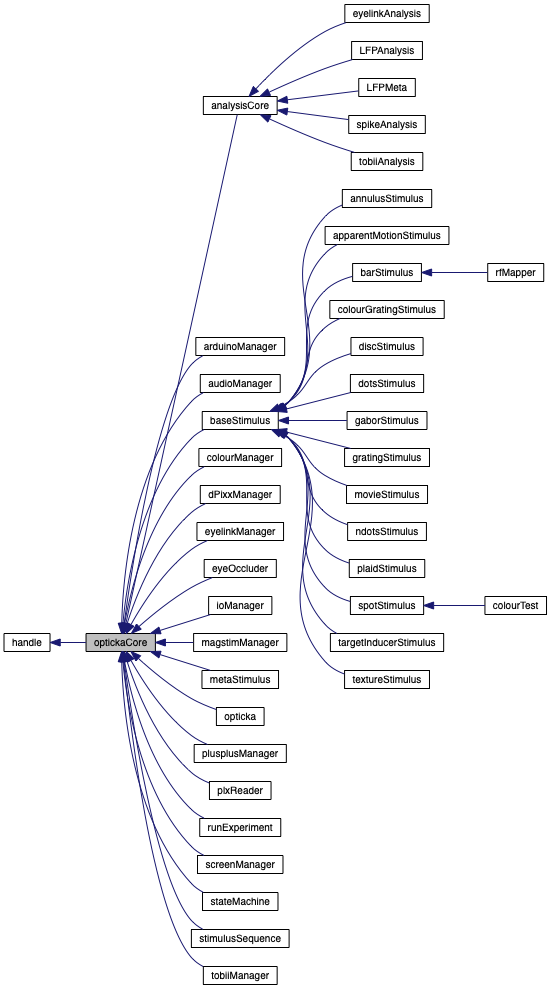 eyelinkAnalysis
LFPAnalysis
LFPMeta
analysisCore
spikeAnalysis
tobiiAnalysis
annulusStimulus
apparentMotionStimulus
barStimulus
rfMapper
colourGratingStimulus
arduinoManager
discStimulus
audioManager
dotsStimulus
baseStimulus
gaborStimulus
colourManager
gratingStimulus
dPixxManager
movieStimulus
eyelinkManager
ndotsStimulus
eyeOccluder
plaidStimulus
ioManager
spotStimulus
colourTest
handle
optickaCore
magstimManager
targetInducerStimulus
metaStimulus
textureStimulus
opticka
plusplusManager
plxReader
runExperiment
screenManager
stateMachine
stimulusSequence
tobiiManager